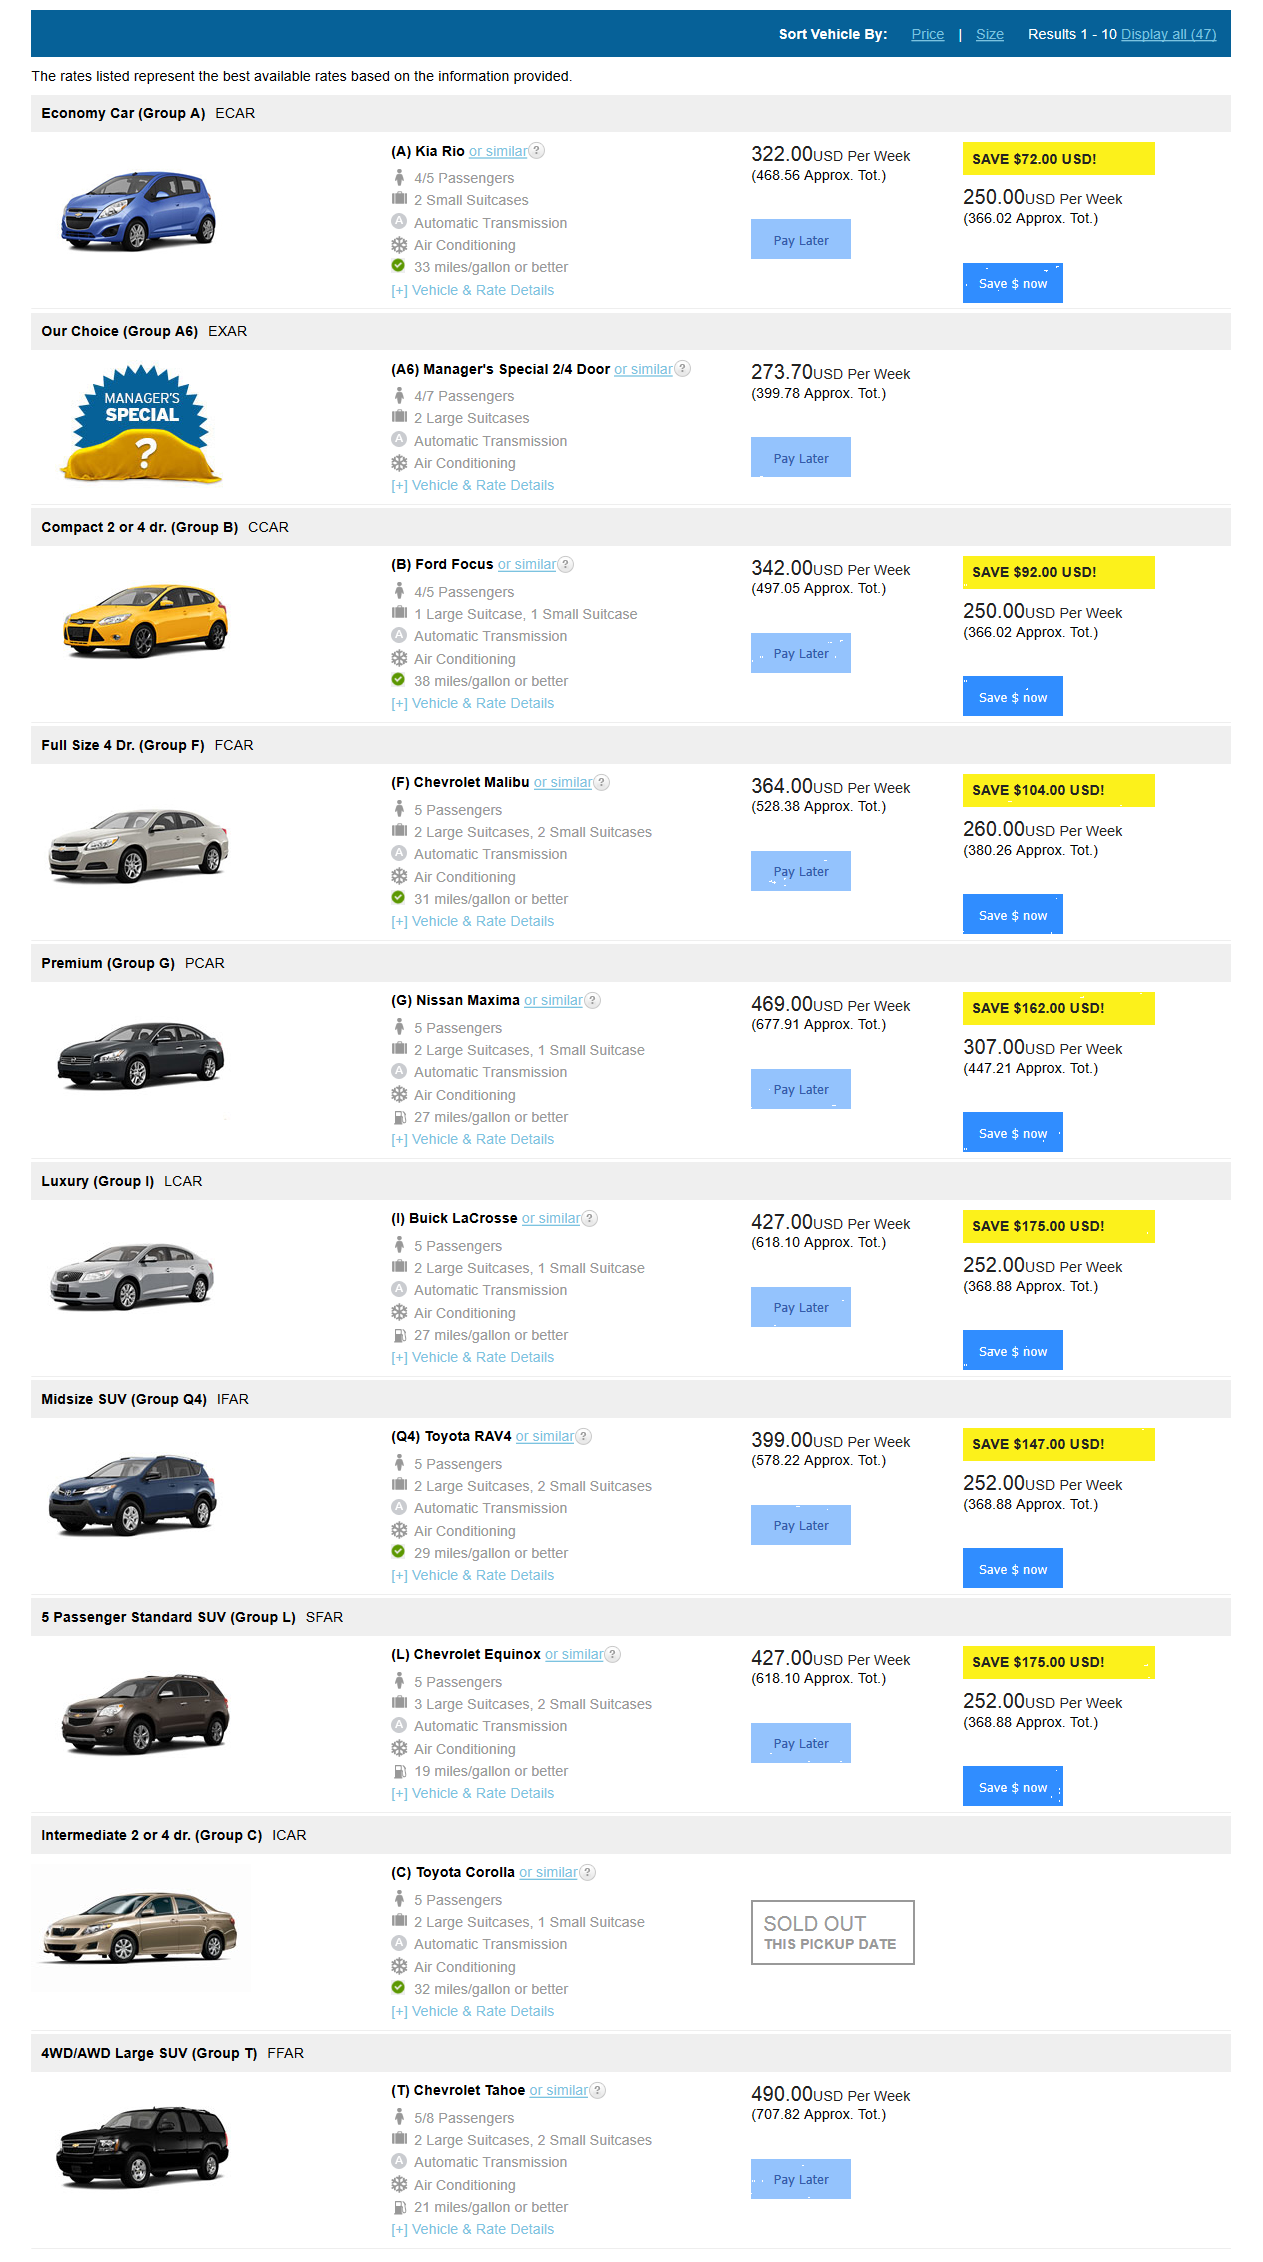 Sort Vehicle By: Price | Size Results 1 - 10 Display all (47)
The rates listed represent the best available rates based on the information provided.
Economy Car (Group A) ECAR
(A) Kia Rio or similar ?
4/5 Passengers
2 Small Suitcases
A Automatic Transmission
Air Conditioning
33 miles/gallon or better
[+] Vehicle & Rate Details
322.00USD Per Week
(468.56 Approx. Tot.)
Pay Later
SAVE $72.00 USD!
250.00USD Per Week
(366.02 Approx. Tot.)
Save $ now
Our Choice (Group A6) EXAR
MANAGER'S
SPECIAL
?
(A6) Manager's Special 2/4 Door or similar ?
4/7 Passengers
2 Large Suitcases
A Automatic Transmission
Air Conditioning
[+] Vehicle & Rate Details
273.70USD Per Week
(399.78 Approx. Tot.)
Pay Later
Compact 2 or 4 dr. (Group B) CCAR
(B) Ford Focus or similar ?
4/5 Passengers
1 Large Suitcase, 1 Small Suitcase
A Automatic Transmission
Air Conditioning
38 miles/gallon or better
[+] Vehicle & Rate Details
342.00USD Per Week
(497.05 Approx. Tot.)
Pay Later
SAVE $92.00 USD!
250.00USD Per Week
(366.02 Approx. Tot.)
Save $ now
Full Size 4 Dr. (Group F) FCAR
(F) Chevrolet Malibu or similar ?
5 Passengers
2 Large Suitcases, 2 Small Suitcases
A Automatic Transmission
Air Conditioning
31 miles/gallon or better
[+] Vehicle & Rate Details
364.00USD Per Week
(528.38 Approx. Tot.)
Pay Later
SAVE $104.00 USD!
260.00USD Per Week
(380.26 Approx. Tot.)
Save $ now
Premium (Group G) PCAR
(G) Nissan Maxima or similar ?
5 Passengers
2 Large Suitcases, 1 Small Suitcase
A Automatic Transmission
Air Conditioning
27 miles/gallon or better
[+] Vehicle & Rate Details
469.00USD Per Week
(677.91 Approx. Tot.)
Pay Later
SAVE $162.00 USD!
307.00USD Per Week
(447.21 Approx. Tot.)
Save $ now
Luxury (Group I) LCAR
(I) Buick LaCrosse or similar ?
5 Passengers
2 Large Suitcases, 1 Small Suitcase
A Automatic Transmission
Air Conditioning
27 miles/gallon or better
[+] Vehicle & Rate Details
427.00USD Per Week
(618.10 Approx. Tot.)
Pay Later
SAVE $175.00 USD!
252.00USD Per Week
(368.88 Approx. Tot.)
Save $ now
Midsize SUV (Group Q4) IFAR
(Q4) Toyota RAV4 or similar ?
5 Passengers
2 Large Suitcases, 2 Small Suitcases
A Automatic Transmission
Air Conditioning
29 miles/gallon or better
[+] Vehicle & Rate Details
399.00USD Per Week
(578.22 Approx. Tot.)
Pay Later
SAVE $147.00 USD!
252.00USD Per Week
(368.88 Approx. Tot.)
Save $ now
5 Passenger Standard SUV (Group L) SFAR
(L) Chevrolet Equinox or similar ?
5 Passengers
3 Large Suitcases, 2 Small Suitcases
A Automatic Transmission
Air Conditioning
19 miles/gallon or better
[+] Vehicle & Rate Details
427.00USD Per Week
(618.10 Approx. Tot.)
Pay Later
SAVE $175.00 USD!
252.00USD Per Week
(368.88 Approx. Tot.)
Save $ now
Intermediate 2 or 4 dr. (Group C) ICAR
(C) Toyota Corolla or similar ?
5 Passengers
2 Large Suitcases, 1 Small Suitcase
A Automatic Transmission
Air Conditioning
32 miles/gallon or better
[+] Vehicle & Rate Details
SOLD OUT
THIS PICKUP DATE
4WD/AWD Large SUV (Group T) FFAR
(T) Chevrolet Tahoe or similar ?
5/8 Passengers
2 Large Suitcases, 2 Small Suitcases
A Automatic Transmission
Air Conditioning
21 miles/gallon or better
[+] Vehicle & Rate Details
490.00USD Per Week
(707.82 Approx. Tot.)
Pay Later